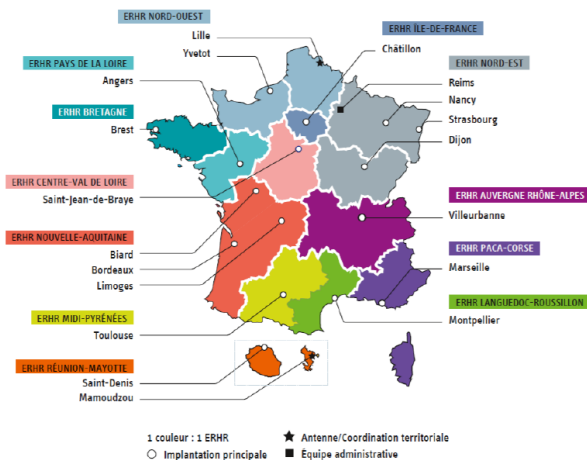 ERHR NORD-OUEST
Lille
Yvetot
ERHR ÎLE-DE-FRANCE
Châtillon
ERHR PAYS DE LA LOIRE
Angers
ERHR NORD-EST
Reims
Nancy
Strasbourg
Dijon
ERHR BRETAGNE
Brest
ERHR CENTRE-VAL DE LOIRE
Saint-Jean-de-Braye
ERHR AUVERGNE RHÔNE-ALPES
Villeurbanne
ERHR NOUVELLE-AQUITAINE
Biard
Bordeaux
Limoges
ERHR PACA-CORSE
Marseille
ERHR LANGUEDOC-ROUSSILLON
Montpellier
ERHR MIDI-PYRÉNÉES
Toulouse
ERHR RÉUNION-MAYOTTE
Saint-Denis
Mamoudzou
1 couleur : 1 ERHR
Antenne/Coordination territoriale
Implantation principale
Équipe administrative